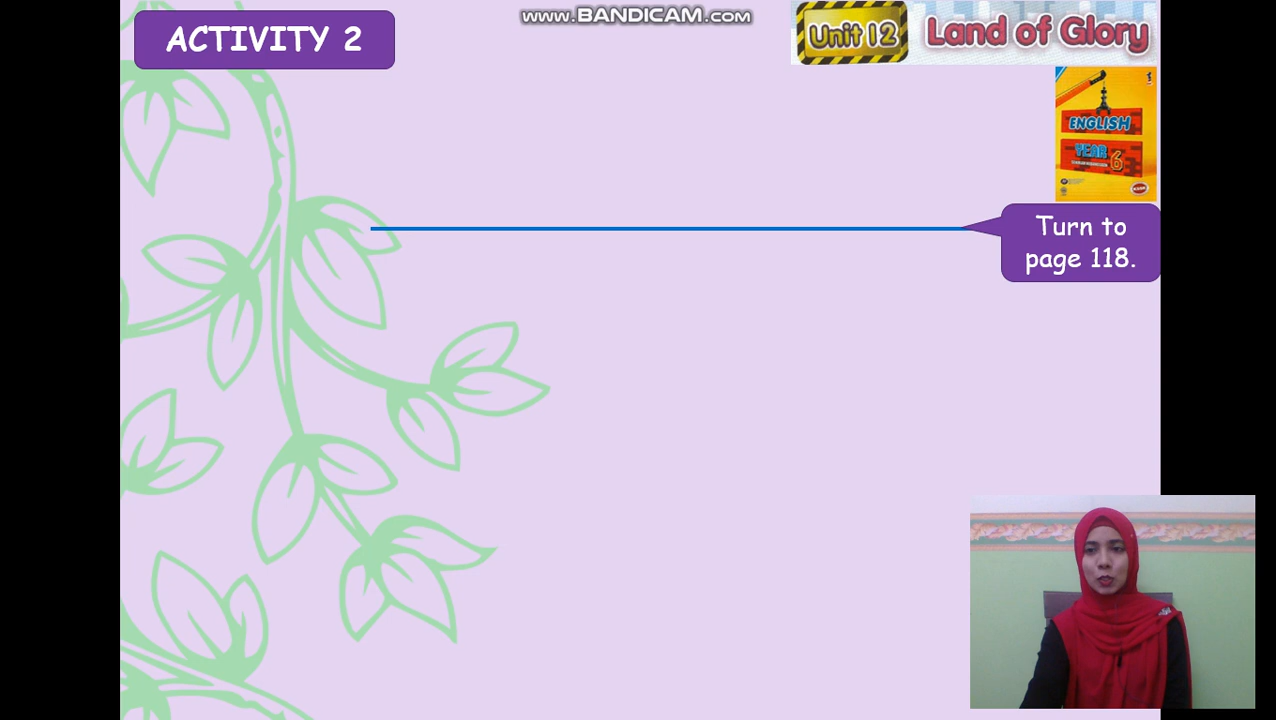 ACTIVITY 2
www.BANDICAM.com
Unit 12
Land of Glory
ENGLISH
YEAR
6
Turn to
page 118.